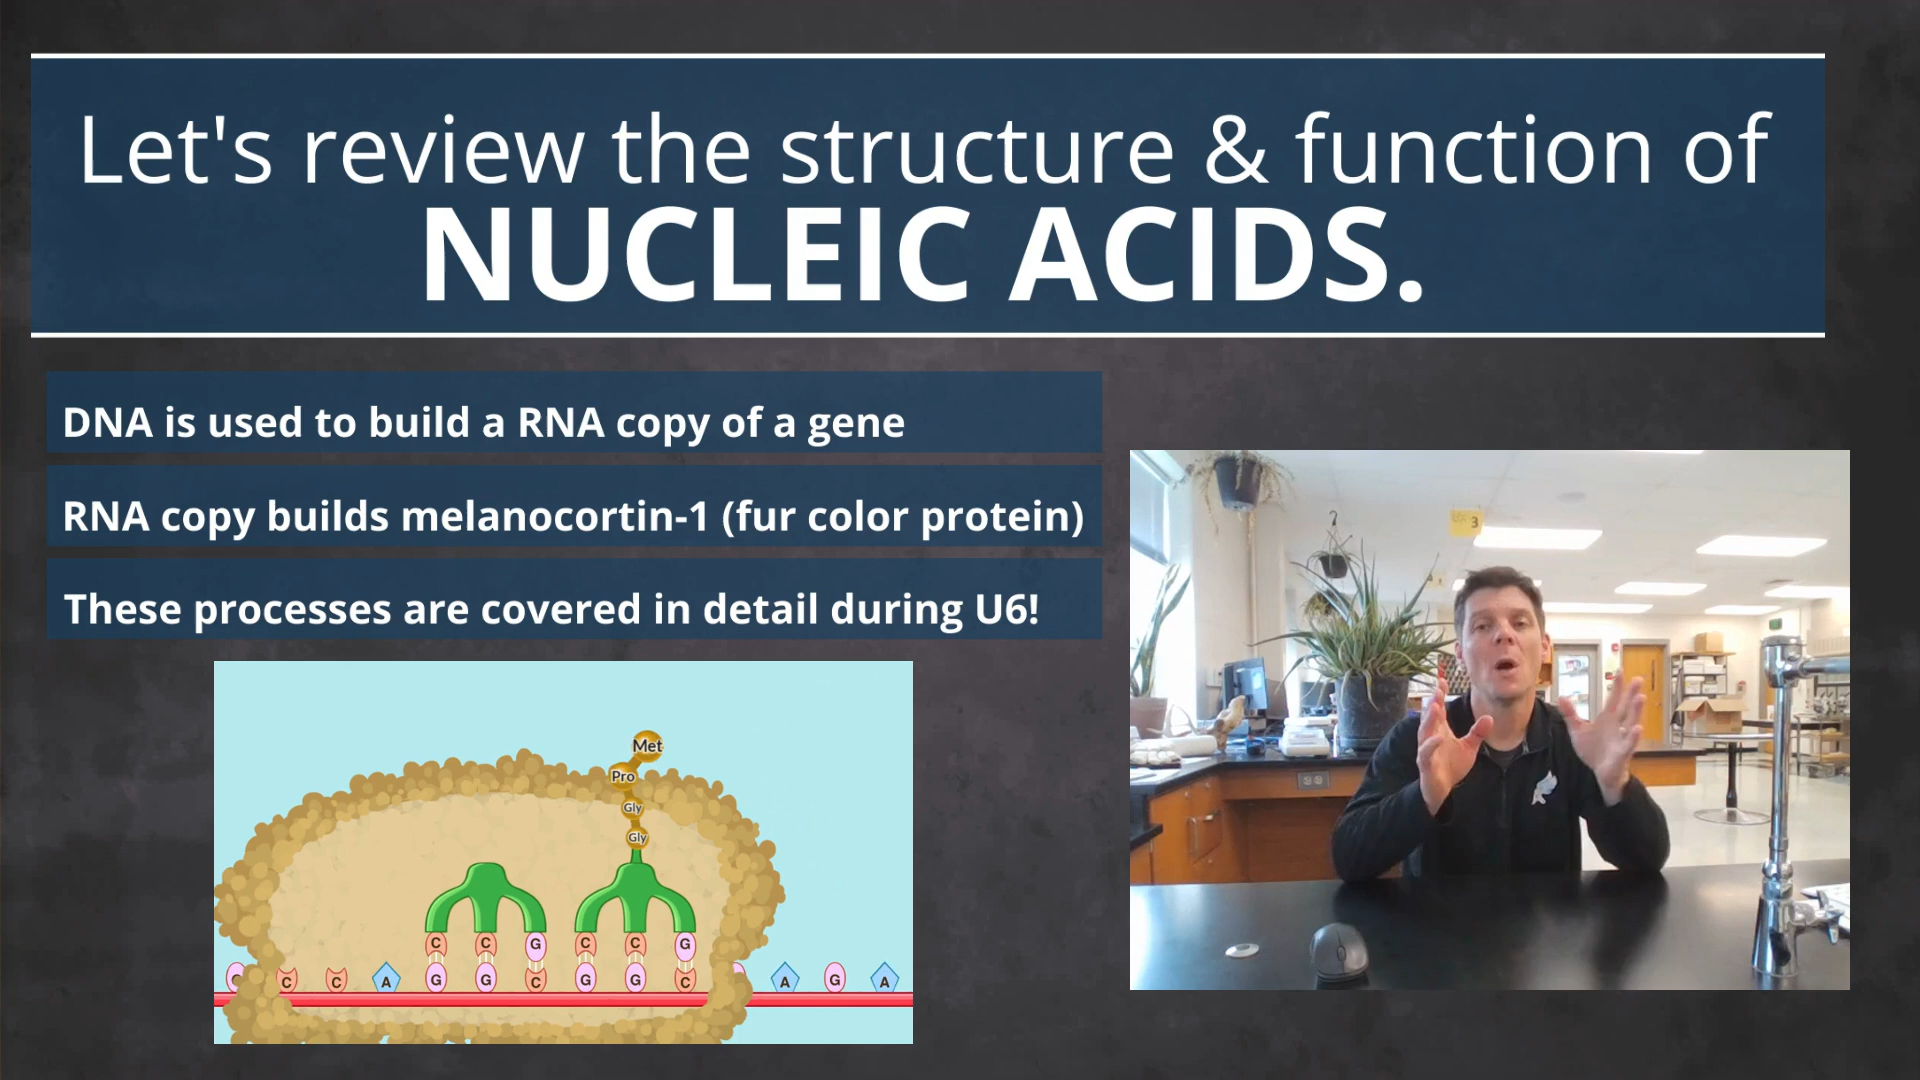 Let's review the structure & function of
NUCLEIC ACIDS.
DNA is used to build a RNA copy of a gene
RNA copy builds melanocortin-1 (fur color protein)
These processes are covered in detail during U6!
3
Met
Pro
Gly
Gly
C C G C C G
C C A G G C G G C A G A